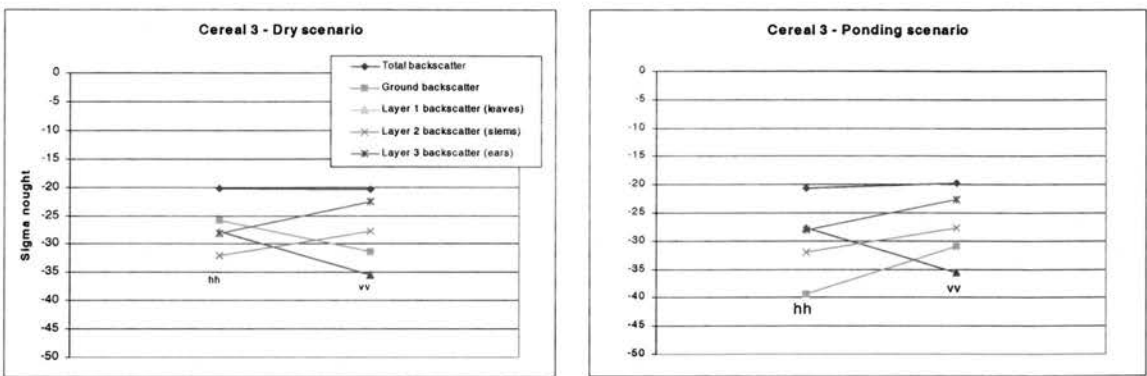 Cereal 3 - Dry scenario
Total backscatter
Ground backscatter
Layer 1 backscatter (leaves)
Layer 2 backscatter (stems)
Layer 3 backscatter (ears)
Sigma nought
0
-5
-10
-15
-20
-25
-30
-35
-40
-45
-50
hh
vv
Cereal 3 - Ponding scenario
0
-5
-10
-15
-20
-25
-30
-35
-40
-45
-50
hh
vv